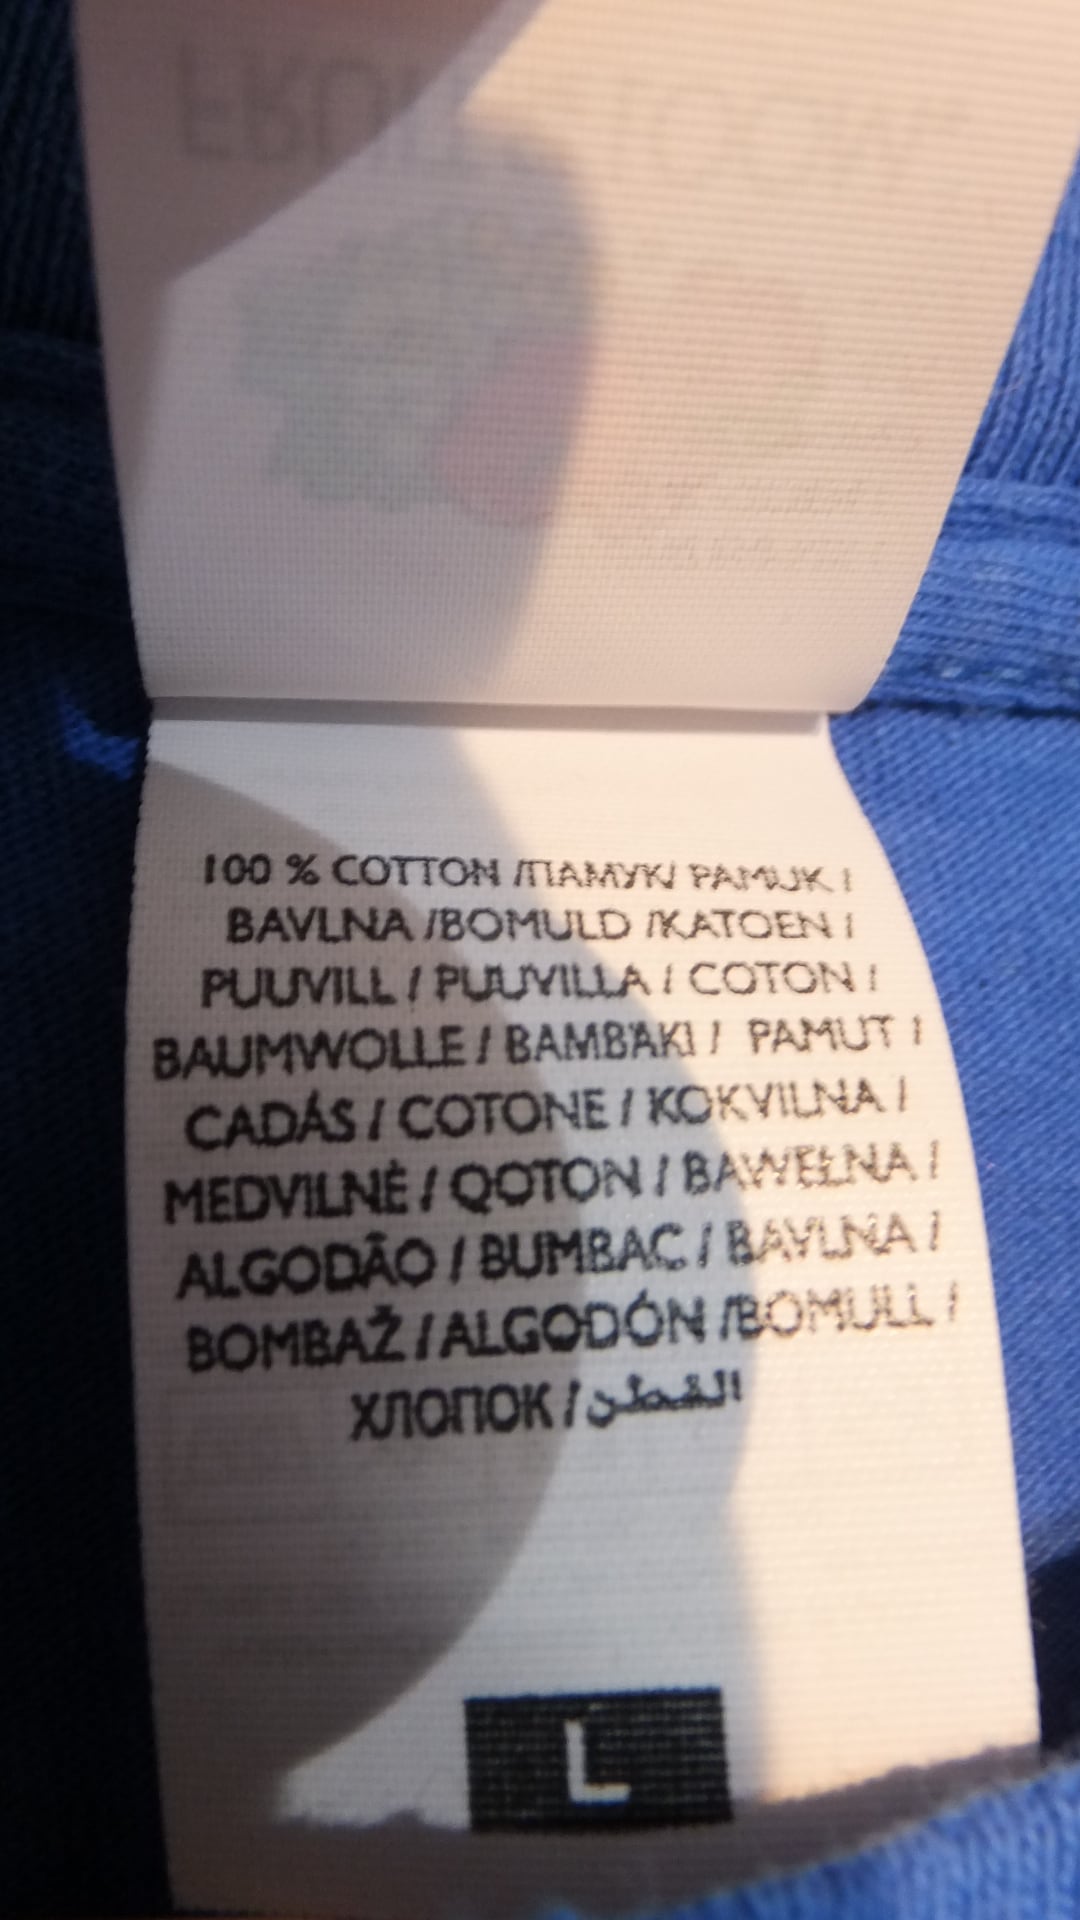 100 % COTTON /ПАМУК/ PAMUK /
BAVLNA /BOMULD /KATOEN /
PUUVILL / PUUVILLA / COTON /
BAUMWOLLE / BAMBAKI / PAMUT /
CADÁS / COTONE / KOKVILNA /
MEDVILNĖ / QOTON / BAWEŁNA /
ALGODÃO / BUMBAC / BAVLNA /
BOMBAŽ / ALGODÓN /BOMULL /
ХЛОПОК / القطن
L